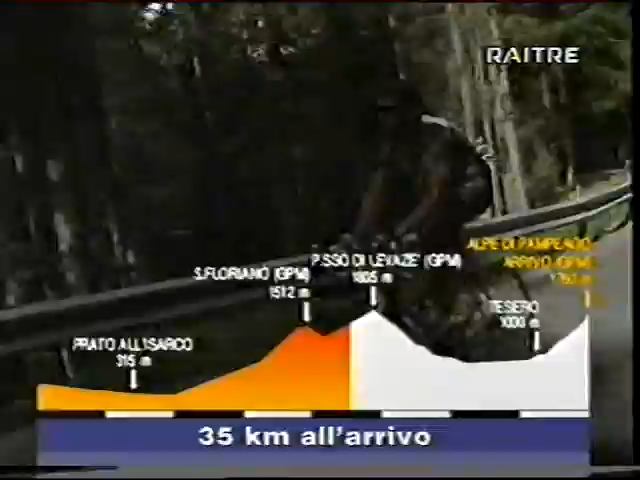 RAITRE
ALPE DI PAMPEAGO
ARRIVO (GPM)
P.SSO DI LEVAZE' (GPM)
1805 m
S.FLORIANO (GPM)
1512 m
TESERO
1000 m
PRATO ALL'ISARCO
315 m
35 km all'arrivo